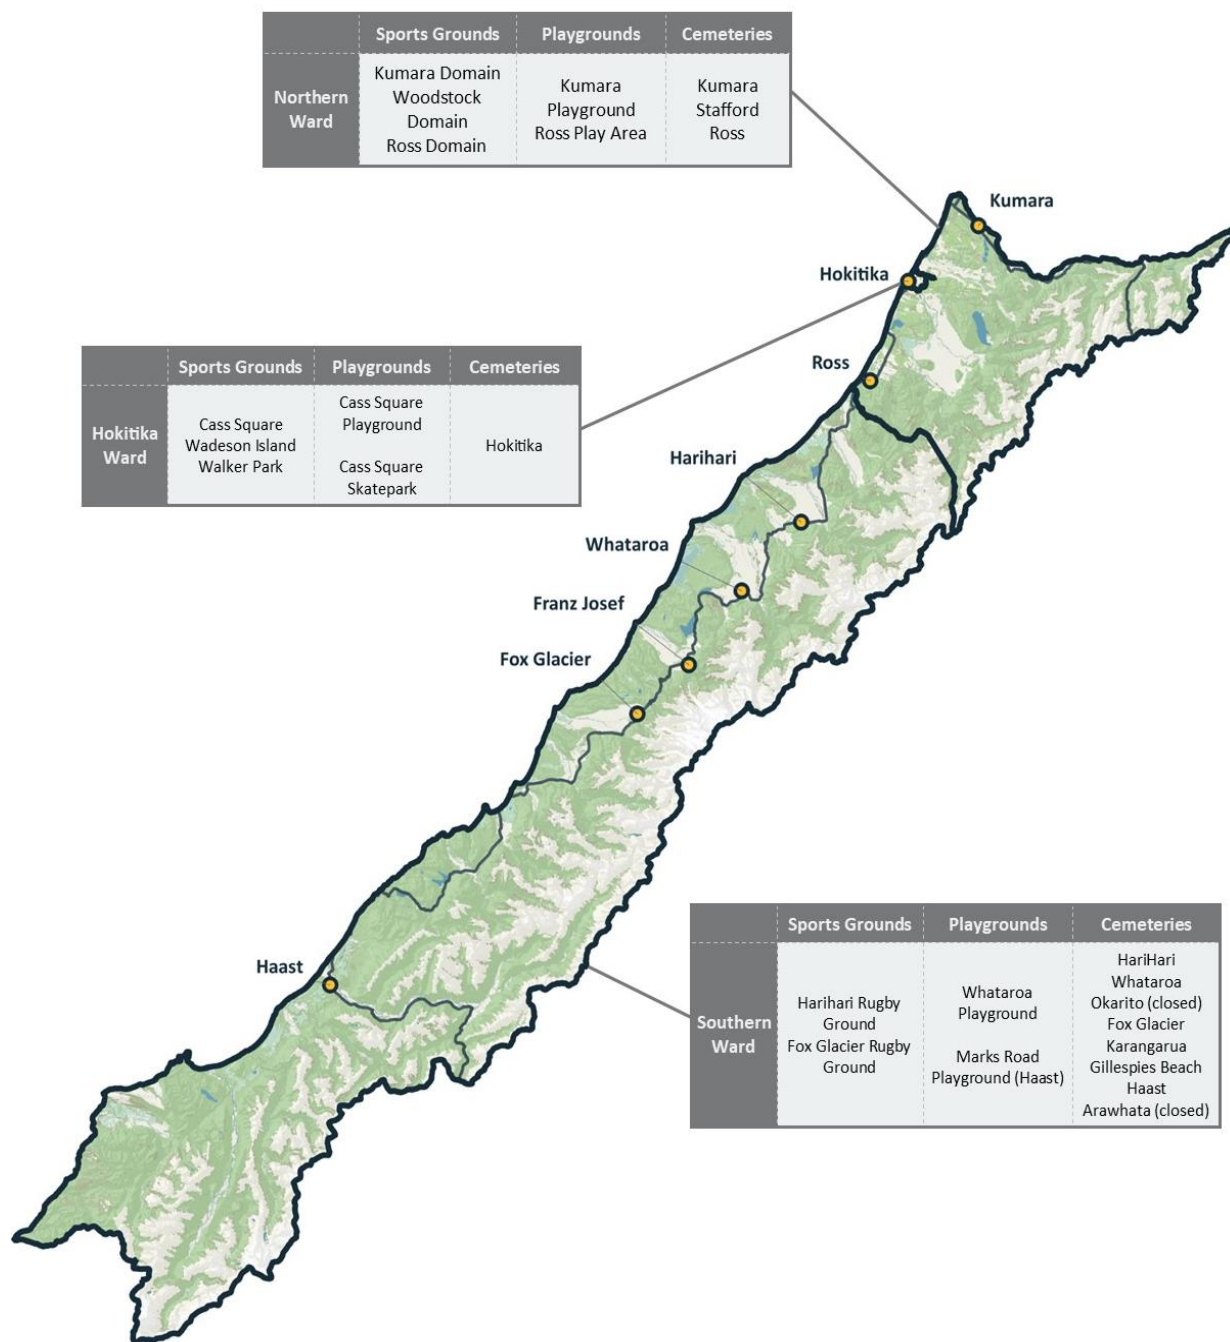 Sports Grounds Playgrounds Cemeteries
Northern
Ward
Kumara Domain
Woodstock
Domain
Ross Domain
Kumara
Playground
Ross Play Area
Kumara
Stafford
Ross
Kumara
Hokitika
Ross
Sports Grounds Playgrounds Cemeteries
Hokitika
Ward
Cass Square
Wadeson Island
Walker Park
Cass Square
Playground
Cass Square
Skatepark
Hokitika
Harihari
Whataroa
Franz Josef
Fox Glacier
Haast
Sports Grounds Playgrounds Cemeteries
Southern
Ward
Harihari Rugby
Ground
Fox Glacier Rugby
Ground
Whataroa
Playground
Marks Road
Playground (Haast)
HariHari
Whataroa
Okarito (closed)
Fox Glacier
Karangarua
Gillespies Beach
Haast
Arawhata (closed)